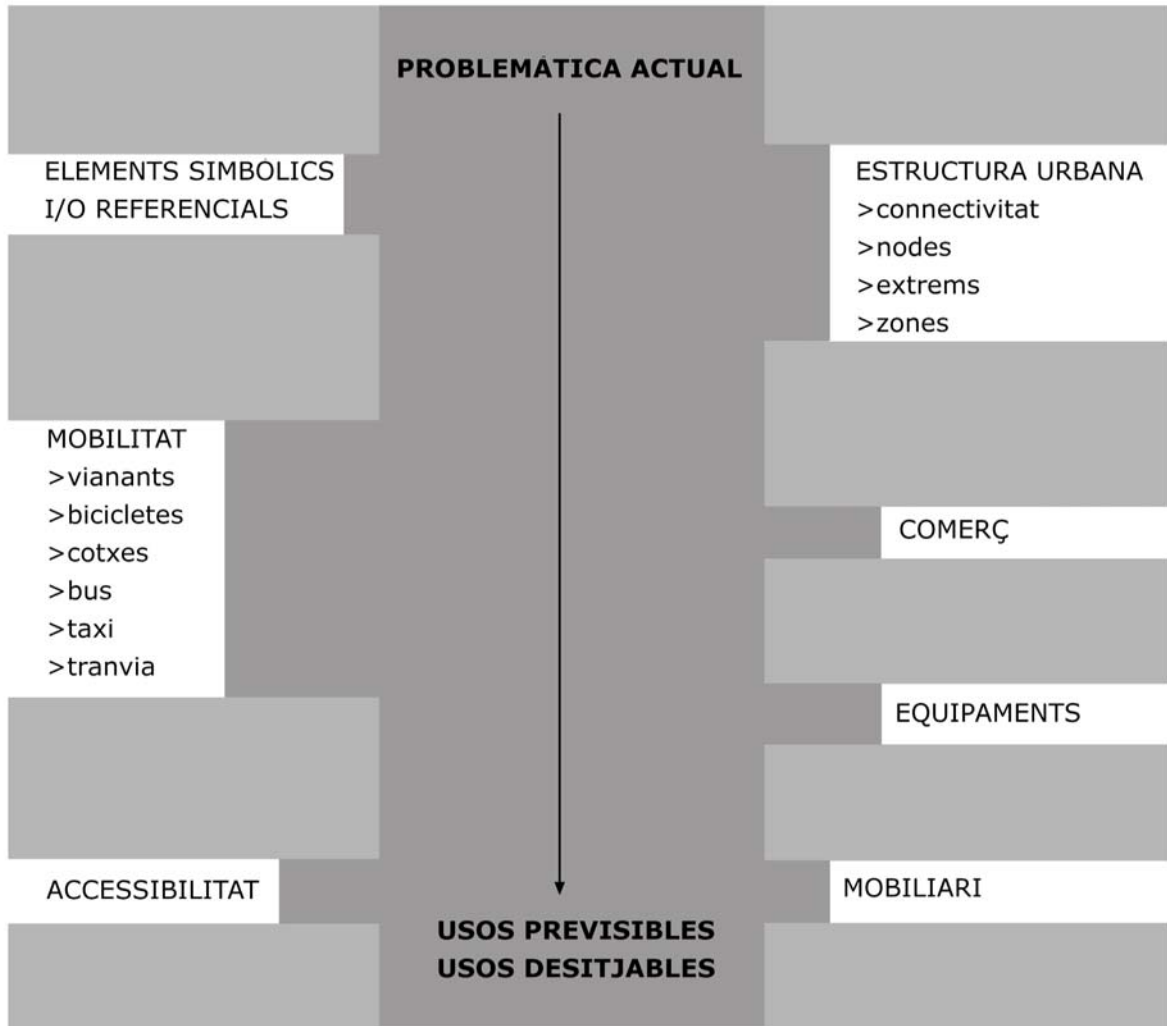 PROBLEMÀTICA ACTUAL
ELEMENTS SIMBÒLICS
I/O REFERENCIALS
ESTRUCTURA URBANA
>connectivitat
>nodes
>extrems
>zones
MOBILITAT
>vianants
>bicicletes
>cotxes
>bus
>taxi
>tranvia
COMERÇ
EQUIPAMENTS
ACCESSIBILITAT
MOBILIARI
USOS PREVISIBLES
USOS DESITJABLES